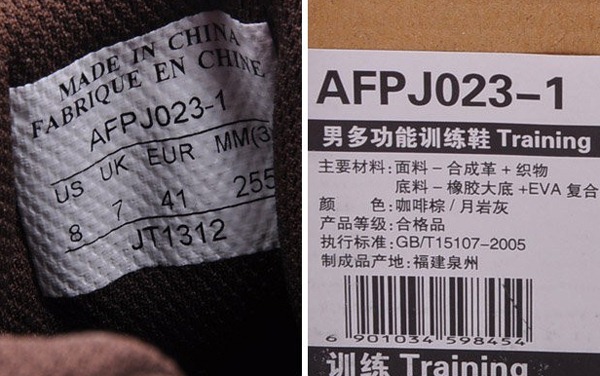 MADE IN CHINA
FABRIQUE EN CHINE
AFPJ023-1
US UK EUR MM(3
8 7 41 255
JT1312
AFPJ023-1
男多功能训练鞋 Training
主要材料:面料－合成革+织物
底料－橡胶大底+EVA 复合
颜 色:咖啡棕/月岩灰
产品等级:合格品
执行标准:GB/T15107-2005
制成品产地:福建泉州
6 901034 598454
训练 Training